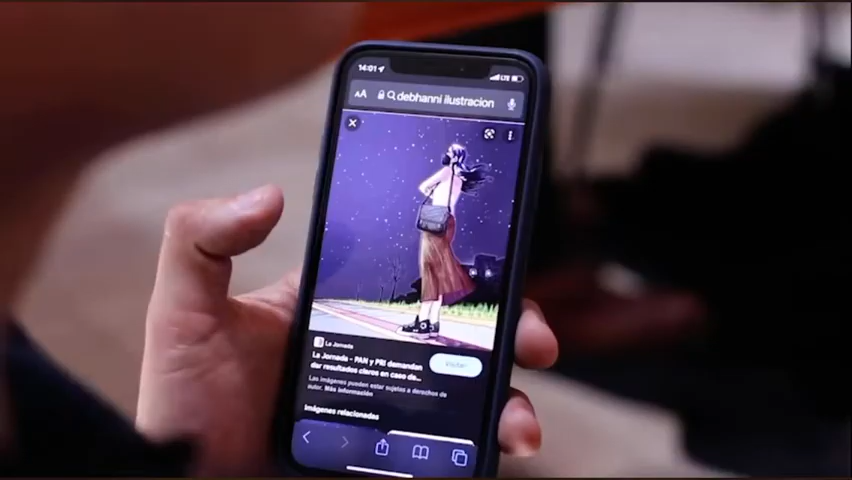 14:01
LTE
AA debhanni ilustracion
La Jornada
La Jornada - PAN y PRI demandan
dar resultados claros en caso de...
Visitar
Las imágenes pueden estar sujetas a derechos de
autor. Más información
Imágenes relacionadas